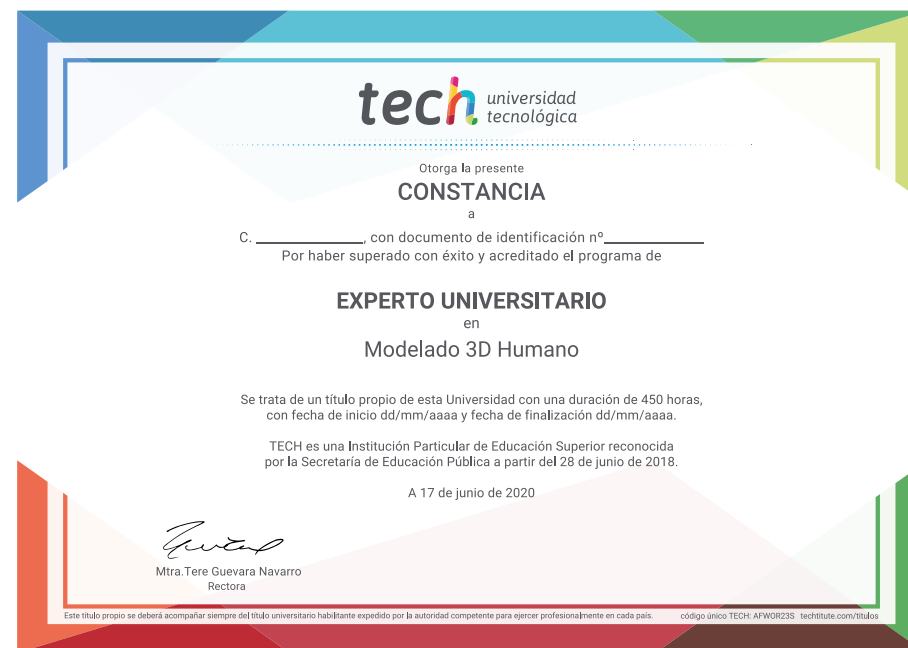 tech universidad
tecnológica
Otorga la presente
CONSTANCIA
a
C. ____________, con documento de identificación nº____________
Por haber superado con éxito y acreditado el programa de
EXPERTO UNIVERSITARIO
en
Modelado 3D Humano
Se trata de un título propio de esta Universidad con una duración de 450 horas,
con fecha de inicio dd/mm/aaaa y fecha de finalización dd/mm/aaaa.
TECH es una Institución Particular de Educación Superior reconocida
por la Secretaría de Educación Pública a partir del 28 de junio de 2018.
A 17 de junio de 2020
Mtra.Tere Guevara Navarro
Rectora
Este título propio se deberá acompañar siempre del título universitario habilitante expedido por la autoridad competente para ejercer profesionalmente en cada país. código único TECH: AFWOR23S techtitute.com/titulos